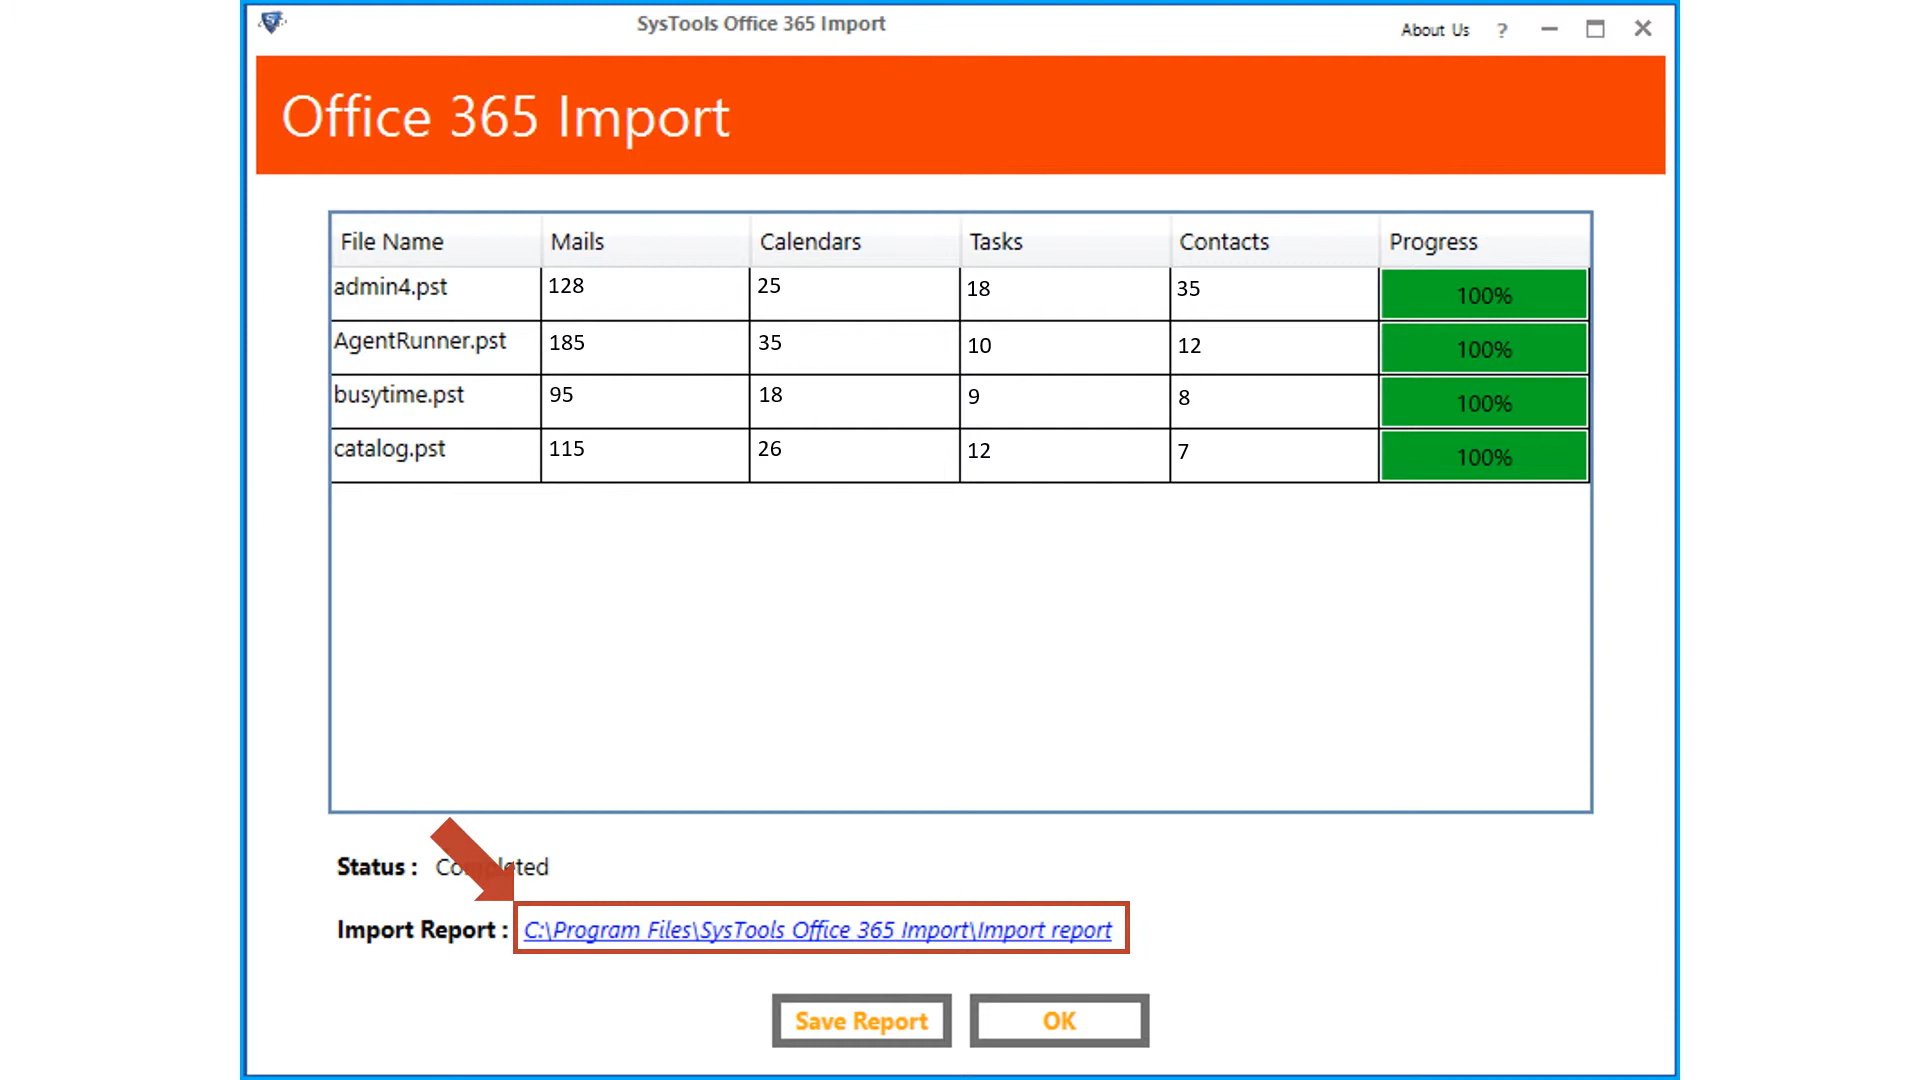 SysTools Office 365 Import
About Us ?
Office 365 Import
File Name Mails Calendars Tasks Contacts Progress
admin4.pst 128 25 18 35 100%
AgentRunner.pst 185 35 10 12 100%
busytime.pst 95 18 9 8 100%
catalog.pst 115 26 12 7 100%
Status : Completed
Import Report : C:\Program Files\SysTools Office 365 Import\Import report
Save Report OK